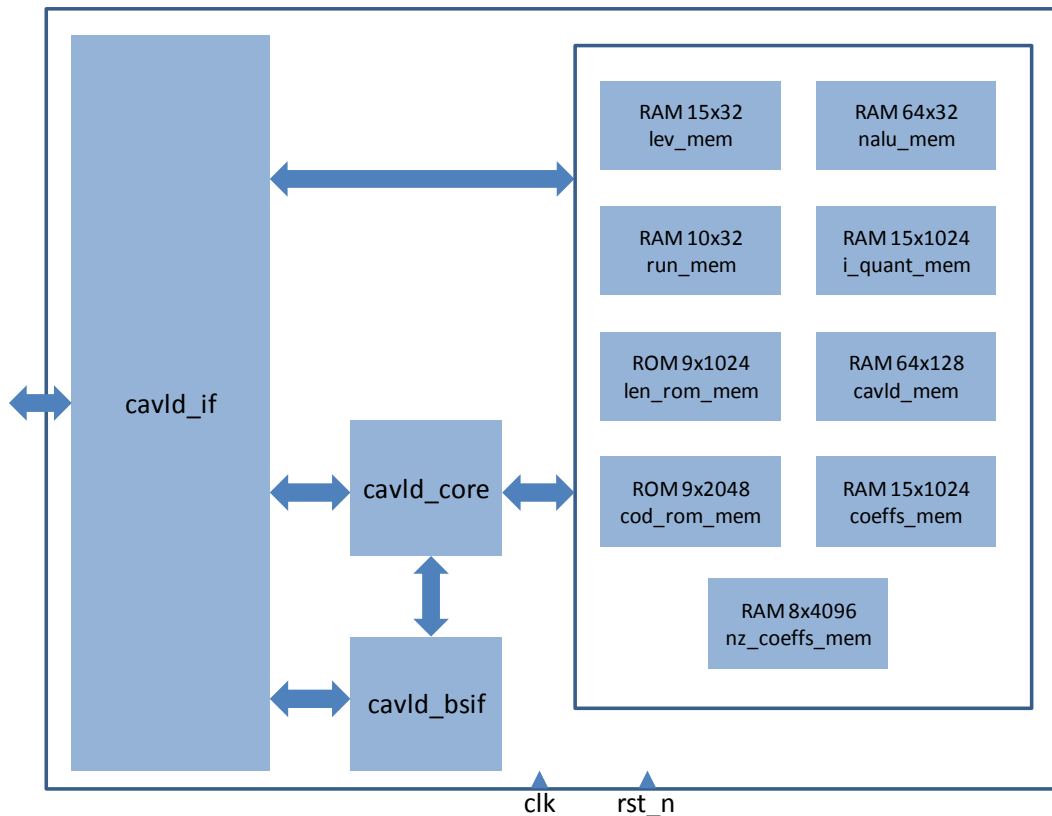 RAM 15x32
lev_mem
RAM 64x32
nalu_mem
RAM 10x32
run_mem
RAM 15x1024
i_quant_mem
ROM 9x1024
len_rom_mem
RAM 64x128
cavld_mem
cavld_if
cavld_core
ROM 9x2048
cod_rom_mem
RAM 15x1024
coeffs_mem
RAM 8x4096
nz_coeffs_mem
cavld_bsif
clk
rst_n